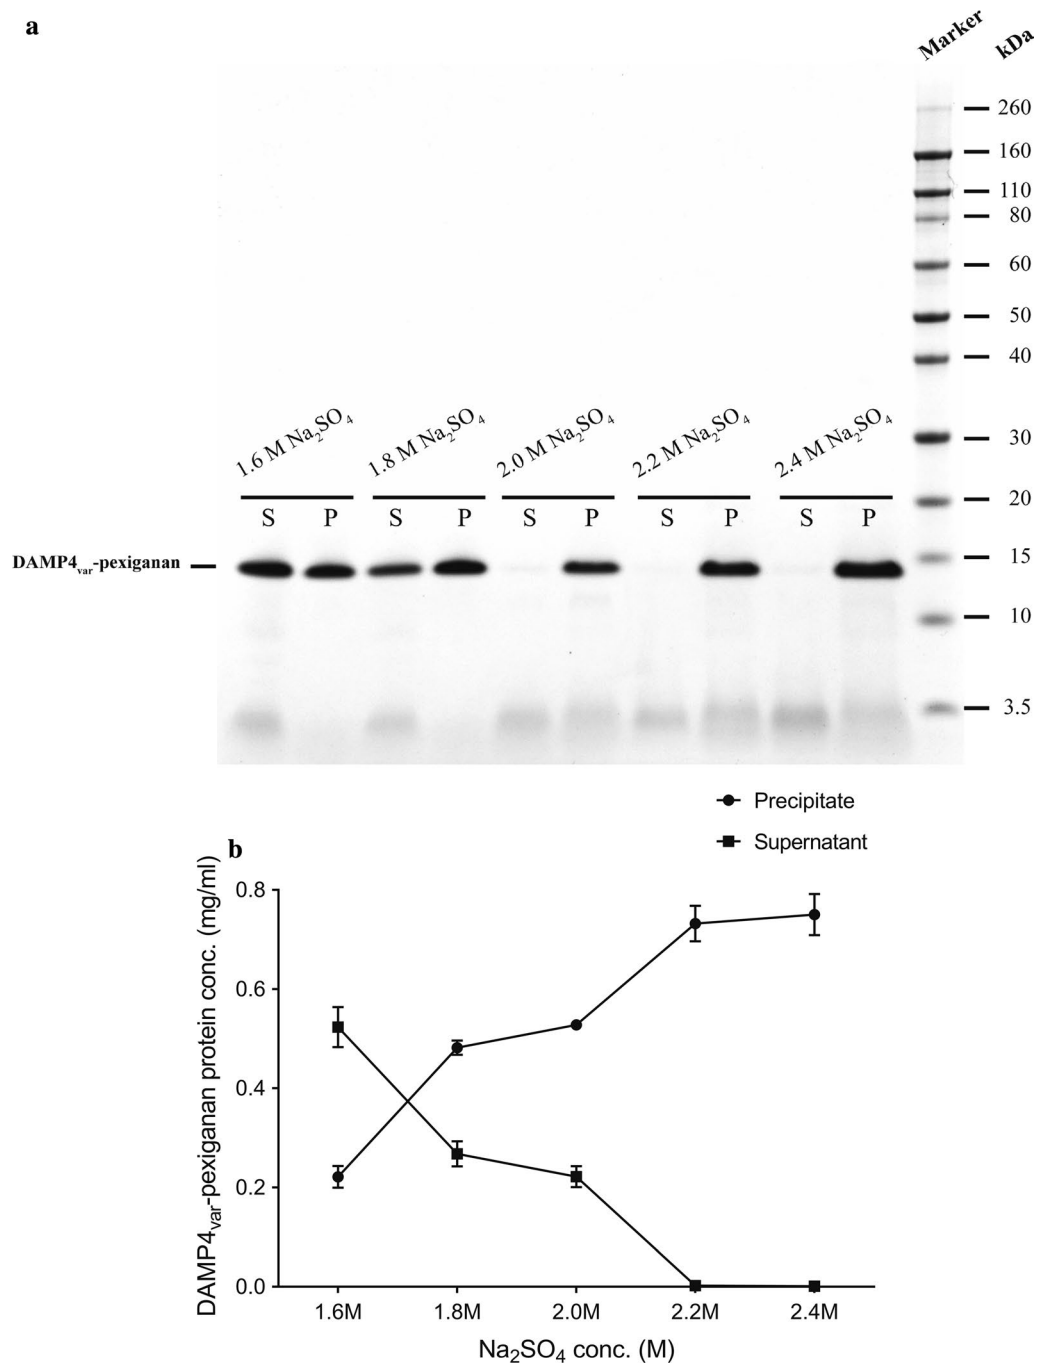 a
Marker kDa
260
160
110
80
60
50
40
30
20
15
10
3.5
1.6 M Na₂SO₄ 1.8 M Na₂SO₄ 2.0 M Na₂SO₄ 2.2 M Na₂SO₄ 2.4 M Na₂SO₄
S P S P S P S P S P
DAMP4var-pexiganan
b
Precipitate
Supernatant
DAMP4var-pexiganan protein conc. (mg/ml)
0.8
0.6
0.4
0.2
0.0
1.6M 1.8M 2.0M 2.2M 2.4M
Na₂SO₄ conc. (M)